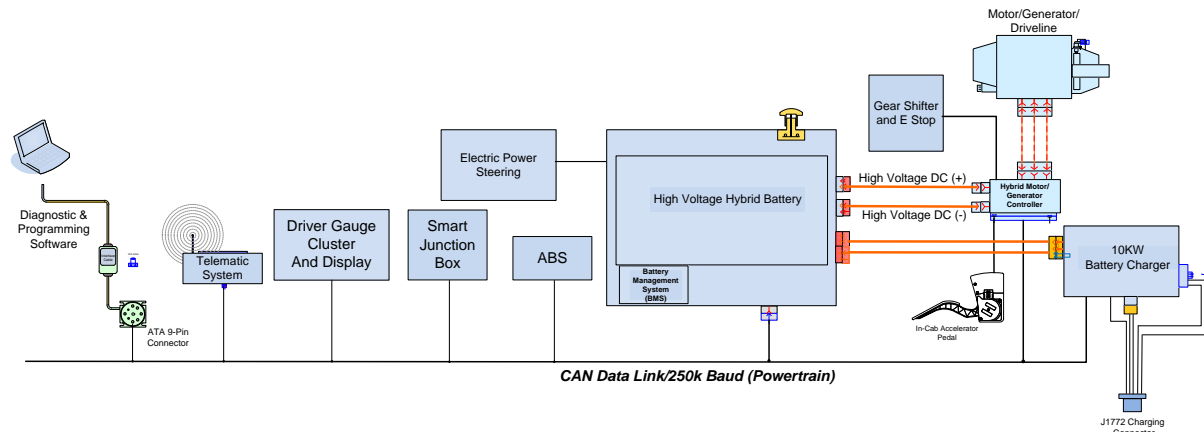 Motor/Generator/
Driveline
Gear Shifter
and E Stop
Electric Power
Steering
High Voltage Hybrid Battery
High Voltage DC (+)
High Voltage DC (-)
Hybrid Motor/
Generator
Controller
Diagnostic &
Programming
Software
Telematic
System
Driver Gauge
Cluster
And Display
Smart
Junction
Box
ABS
Battery
Management
System
(BMS)
10KW
Battery Charger
ATA 9-Pin
Connector
In-Cab Accelerator
Pedal
CAN Data Link/250k Baud (Powertrain)
J1772 Charging